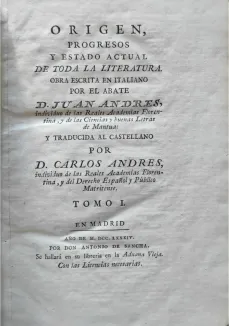 ORIGEN,
PROGRESOS
Y ESTADO ACTUAL
DE TODA LA LITERATURA.
OBRA ESCRITA EN ITALIANO
POR EL ABATE
D. JUAN ANDRES,
individuo de las Reales Academias Floren-
tina, y de las Ciencias y buenas Letras
de Mantua:
Y TRADUCIDA AL CASTELLANO
POR
D. CARLOS ANDRES,
individuo de las Reales Academias Floren-
tina, y del Derecho Español y Público
Matritense.
TOMO I.
EN MADRID
AÑO DE M. DCC. LXXXIV.
POR DON ANTONIO DE SANCHA.
Se hallará en su librería en la Aduana Vieja.
Con las Licencias necesarias.